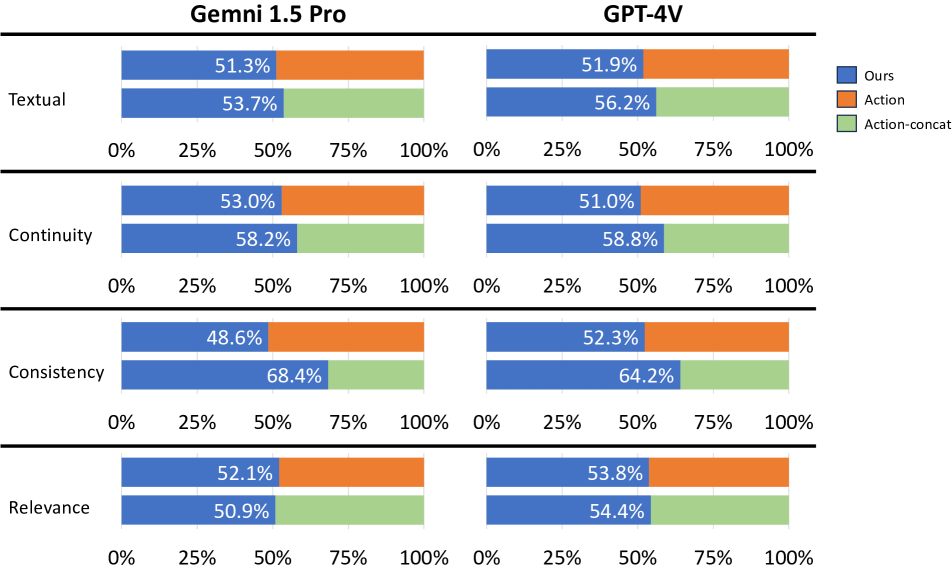 Gemni 1.5 Pro GPT-4V
51.3% 51.9%
Textual
53.7% 56.2%
0% 25% 50% 75% 100% 0% 25% 50% 75% 100%
53.0% 51.0%
Continuity
58.2% 58.8%
0% 25% 50% 75% 100% 0% 25% 50% 75% 100%
48.6% 52.3%
Consistency
68.4% 64.2%
0% 25% 50% 75% 100% 0% 25% 50% 75% 100%
52.1% 53.8%
Relevance
50.9% 54.4%
0% 25% 50% 75% 100% 0% 25% 50% 75% 100%
Ours
Action
Action-concat